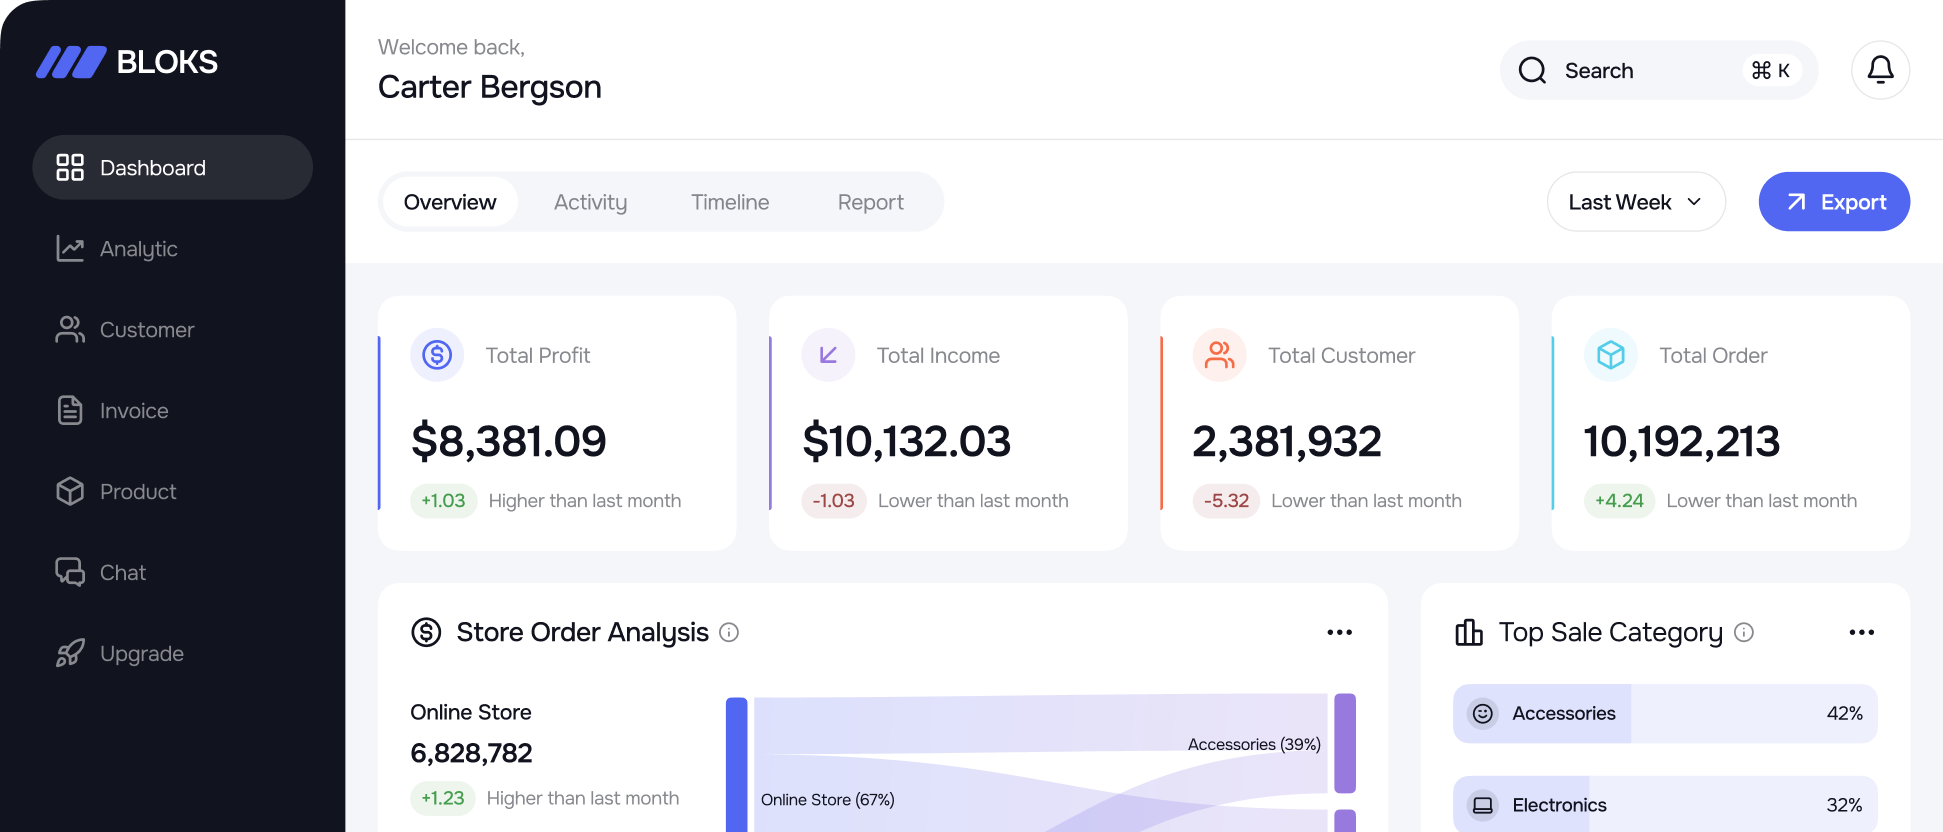 BLOKS
Dashboard
Analytic
Customer
Invoice
Product
Chat
Upgrade
Welcome back,
Carter Bergson
Search
⌘ K
Overview
Activity
Timeline
Report
Last Week
Export
Total Profit
$8,381.09
+1.03 Higher than last month
Total Income
$10,132.03
-1.03 Lower than last month
Total Customer
2,381,932
-5.32 Lower than last month
Total Order
10,192,213
+4.24 Lower than last month
Store Order Analysis
Online Store
6,828,782
+1.23 Higher than last month
Accessories (39%)
Online Store (67%)
Top Sale Category
Accessories 42%
Electronics 32%